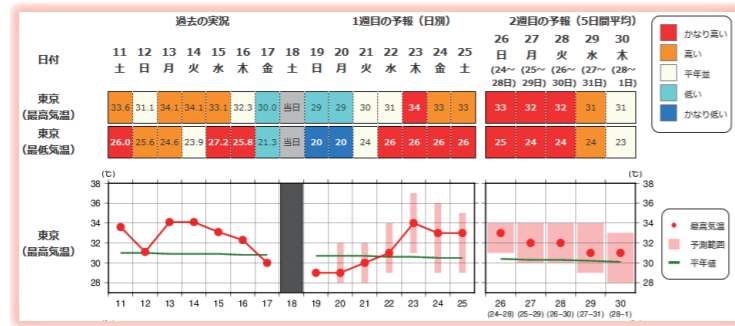 過去の実況 1週目の予報(日別) 2週目の予報(5日間平均)
日付 11 12 13 14 15 16 17 18 19 20 21 22 23 24 25 26 27 28 29 30
土 日 月 火 水 木 金 土 日 月 火 水 木 金 土 日 月 火 水 木
(24～28日) (25～29日) (26～30日) (27～31日) (28～1日)
東京(最高気温) 33.6 31.1 34.1 34.1 33.1 32.3 30.0 当日 29 29 30 31 34 33 33 33 32 32 31 31
東京(最低気温) 26.0 25.6 24.6 23.9 27.2 25.8 21.3 当日 20 20 24 26 26 26 26 25 24 24 24 23
かなり高い
高い
平年並
低い
かなり低い
(℃) (℃)
東京(最高気温)
38 38
36 36
34 34
32 32
30 30
28 28
11 12 13 14 15 16 17 18 19 20 21 22 23 24 25 26 27 28 29 30
(24–28) (25–29) (26–30) (27–31) (28–1)
最高気温
予測範囲
平年値